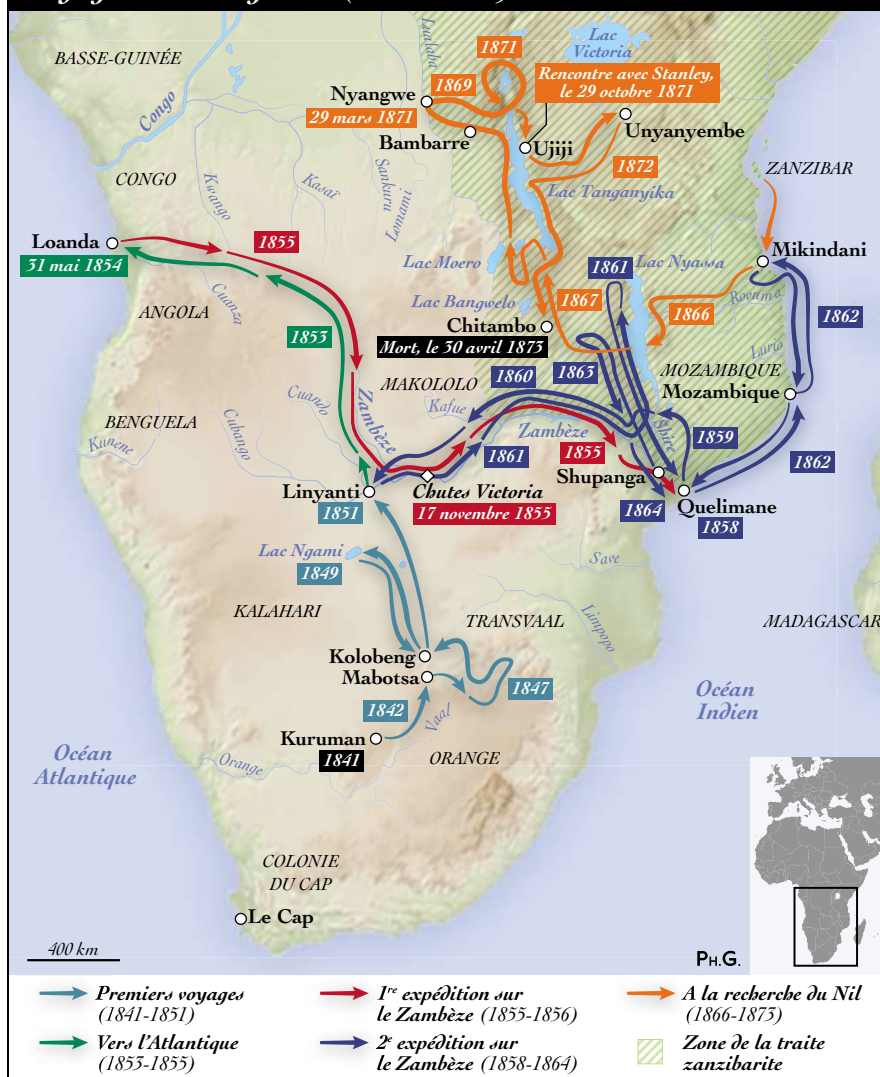 BASSE-GUINÉE
Congo
Lualaba
1871
Lac
Victoria
1869
Rencontre avec Stanley,
le 29 octobre 1871
Nyangwe
29 mars 1871
Bambarre
Ujiji
Unyanyembe
1872
CONGO
Kwango
Kasaï
Sankuru
Lomami
Lac Tanganyika
ZANZIBAR
Loanda
31 mai 1854
1855
Mikindani
Lac Moero
1861
Lac Nyassa
Rovuma
ANGOLA
Cuanza
Lac Bangwelo
1867
1866
1862
1853
Chitambo
Mort, le 30 avril 1873
Lurio
MAKOLOLO
1860
1863
MOZAMBIQUE
Mozambique
Cuando
Zambèze
Kafue
BENGUELA
Kunene
Cubango
Zambèze
Shire
1859
1861
1855
1862
Linyanti
1851
Chutes Victoria
17 novembre 1855
Shupanga
1864
Quelimane
1858
Lac Ngami
1849
Save
KALAHARI
TRANSVAAL
Limpopo
MADAGASCAR
Kolobeng
Mabotsa
1847
1842
Vaal
Océan
Indien
Kuruman
1841
Océan
Atlantique
Orange
ORANGE
COLONIE
DU CAP
Le Cap
400 km
PH.G.
Premiers voyages
(1841-1851)
Vers l'Atlantique
(1853-1855)
1re expédition sur
le Zambèze (1855-1856)
2e expédition sur
le Zambèze (1858-1864)
A la recherche du Nil
(1866-1873)
Zone de la traite
zanzibarite